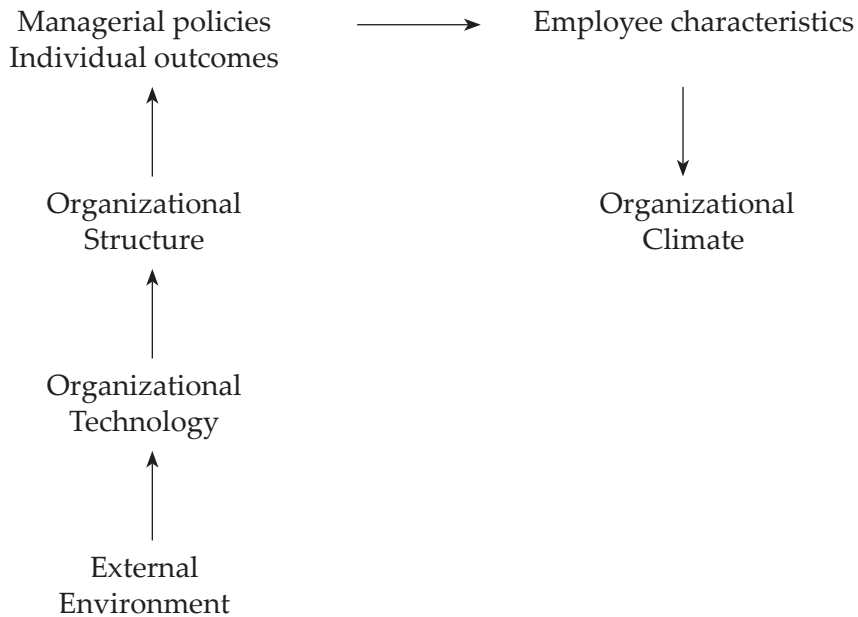 Managerial policies
Individual outcomes
Employee characteristics
Organizational
Structure
Organizational
Climate
Organizational
Technology
External
Environment